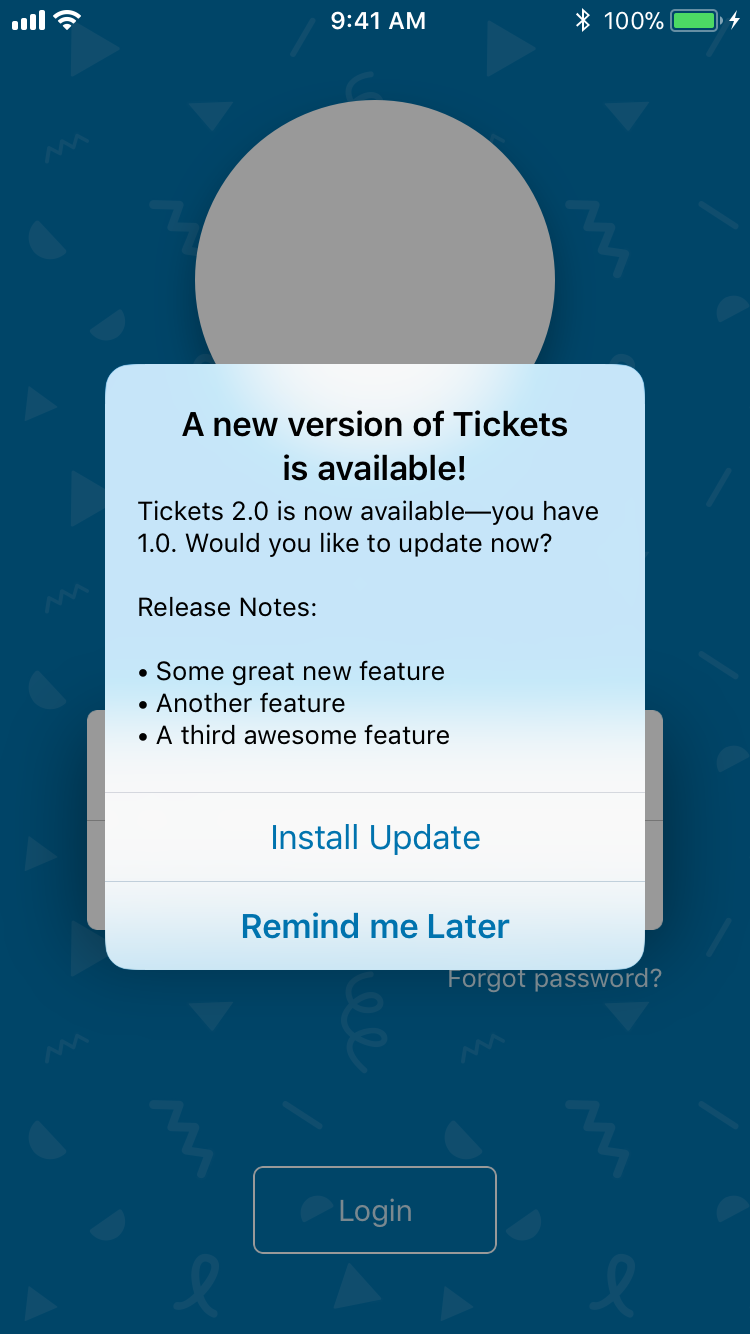 9:41 AM
100%
A new version of Tickets
is available!
Tickets 2.0 is now available—you have
1.0. Would you like to update now?
Release Notes:
• Some great new feature
• Another feature
• A third awesome feature
Install Update
Remind me Later
Forgot password?
Login